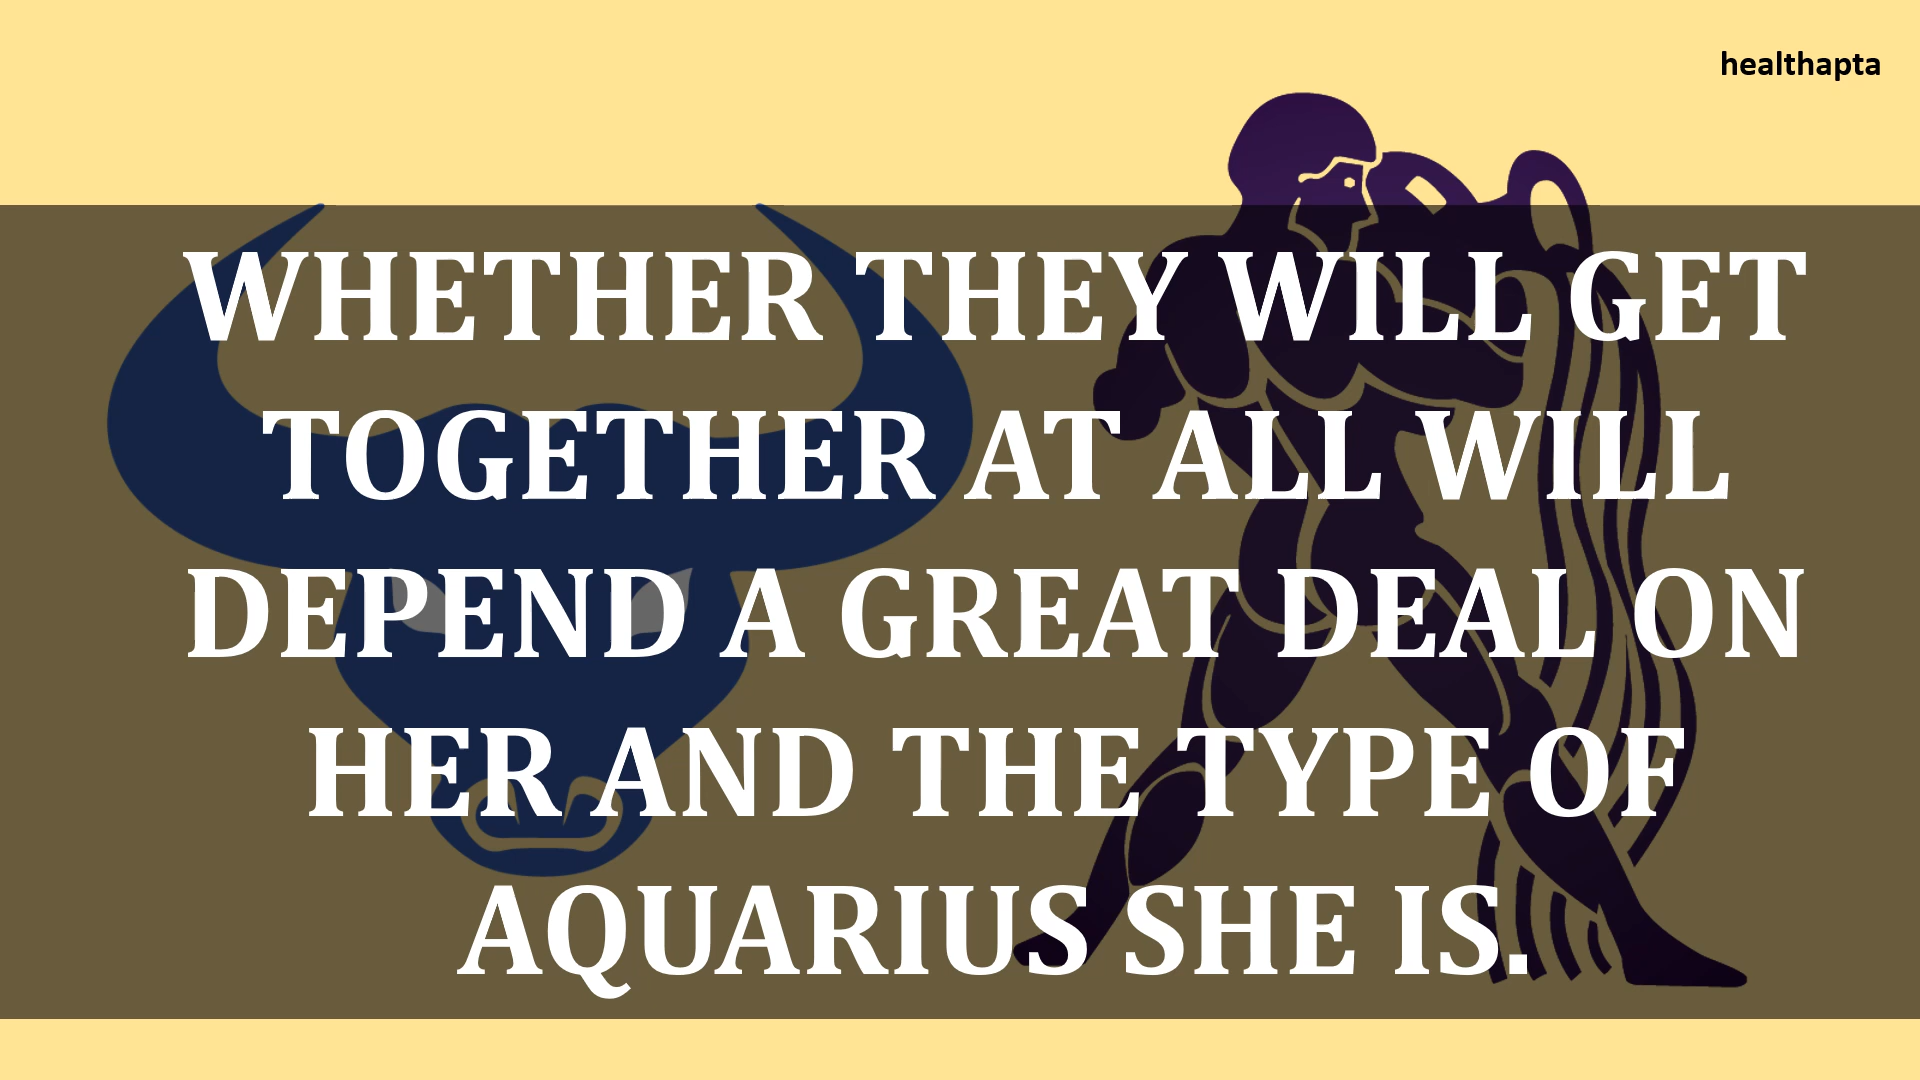 healthapta
WHETHER THEY WILL GET
TOGETHER AT ALL WILL
DEPEND A GREAT DEAL ON
HER AND THE TYPE OF
AQUARIUS SHE IS.